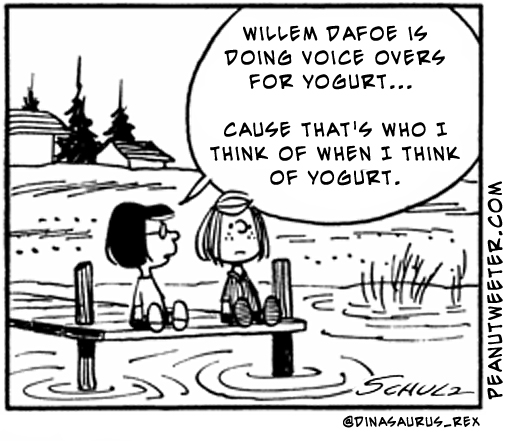 WILLEM DAFOE IS
DOING VOICE OVERS
FOR YOGURT...
CAUSE THAT'S WHO I
THINK OF WHEN I THINK
OF YOGURT.
SCHULZ
PEANUTWEETER.COM
@DINASAURUS_REX